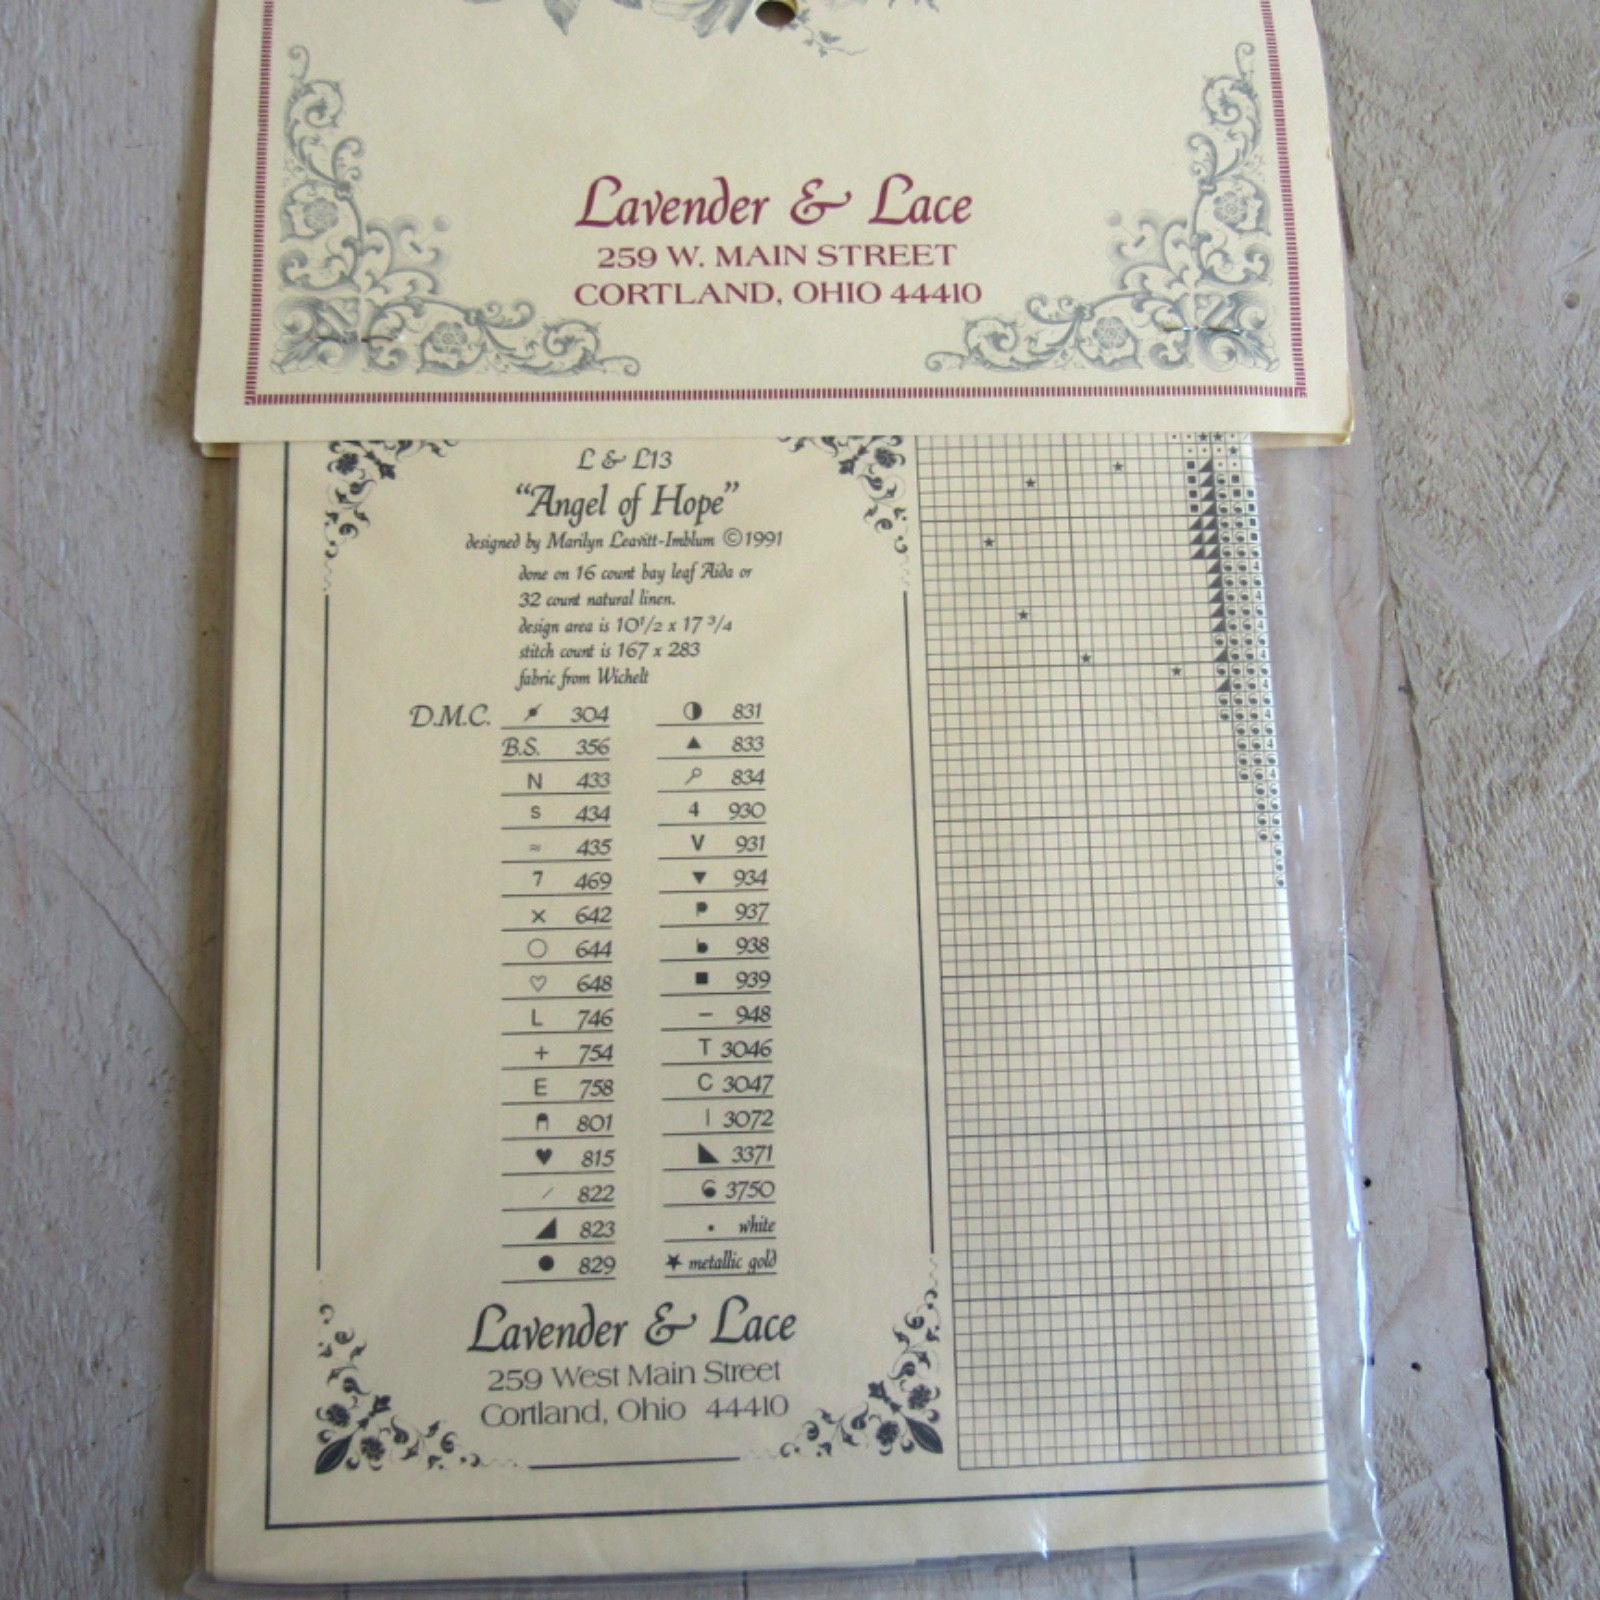 Lavender & Lace
259 W. MAIN STREET
CORTLAND, OHIO 44410
L & L13
“Angel of Hope”
designed by Marilyn Leavitt-Imblum ©1991
done on 16 count bay leaf Aida or
32 count natural linen.
design area is 10 1/2 x 17 3/4
stitch count is 167 x 283
fabric from Wichelt
D.M.C. 304
B.S. 356
N 433
S 434
≈ 435
7 469
× 642
○ 644
♡ 648
L 746
+ 754
E 758
801
♥ 815
/ 822
◢ 823
● 829
◑ 831
▲ 833
834
4 930
V 931
▼ 934
P 937
938
■ 939
– 948
T 3046
C 3047
| 3072
◣ 3371
3750
• white
★ metallic gold
Lavender & Lace
259 West Main Street
Cortland, Ohio 44410